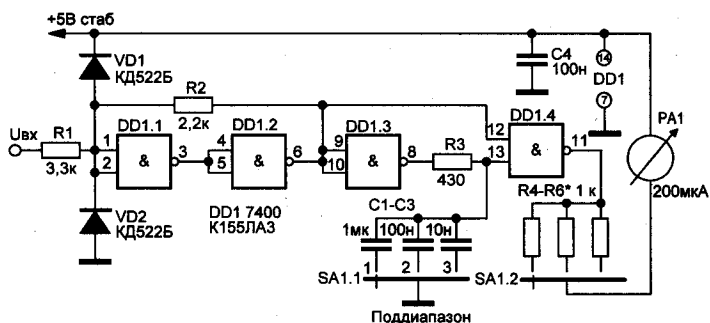 +5В стаб
VD1
КД522Б
R2
2,2к
C4
100н
14
DD1
7
PA1
200мкА
Uвх
R1
3,3к
DD1.1
1
2
&
3
DD1.2
4
5
&
6
DD1.3
9
10
&
8
R3
430
DD1.4
12
13
&
11
VD2
КД522Б
DD1 7400
К155ЛА3
C1-C3
1мк
100н
10н
1
2
3
SA1.1
Поддиапазон
R4-R6* 1 к
SA1.2